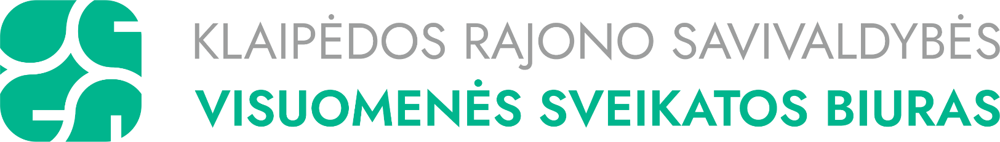 KLAIPĖDOS RAJONO SAVIVALDYBĖS
VISUOMENĖS SVEIKATOS BIURAS